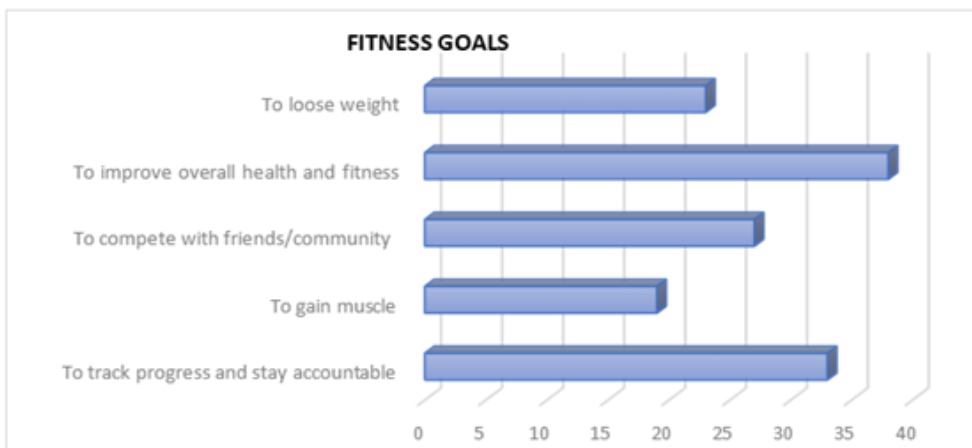 FITNESS GOALS
To loose weight
To improve overall health and fitness
To compete with friends/community
To gain muscle
To track progress and stay accountable
0 5 10 15 20 25 30 35 40